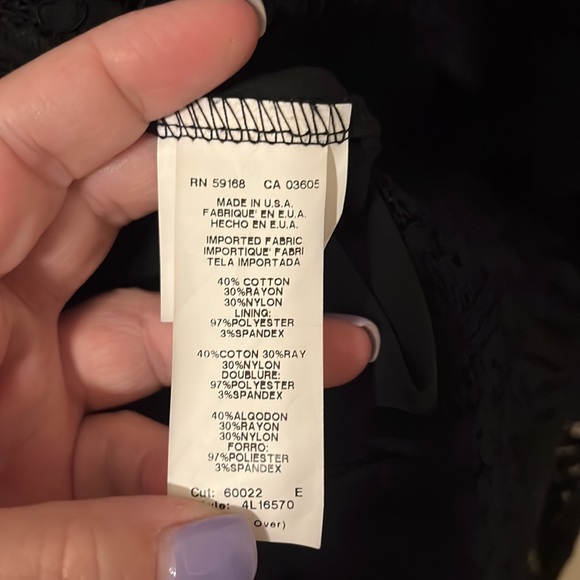 RN 59168 CA 03605
MADE IN U.S.A.
FABRIQUE' EN E.U.A.
HECHO EN E.U.A.
IMPORTED FABRIC
IMPORTIQUE' FABRI
TELA IMPORTADA
40% COTTON
30%RAYON
30%NYLON
LINING:
97%POLYESTER
3%SPANDEX
40%COTON 30%RAY
30%NYLON
DOUBLURE:
97%POLYESTER
3%SPANDEX
40%ALGODON
30%RAYON
30%NYLON
FORRO:
97%POLIESTER
3%SPANDEX
Cut: 60022 E
4L16570
Over)